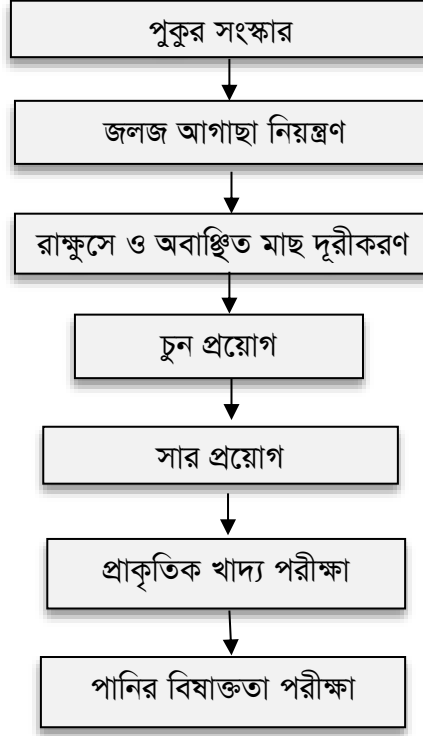 পুকুর সংস্কার
জলজ আগাছা নিয়ন্ত্রণ
রাক্ষুসে ও অবাঞ্ছিত মাছ দূরীকরণ
চুন প্রয়োগ
সার প্রয়োগ
প্রাকৃতিক খাদ্য পরীক্ষা
পানির বিষাক্ততা পরীক্ষা